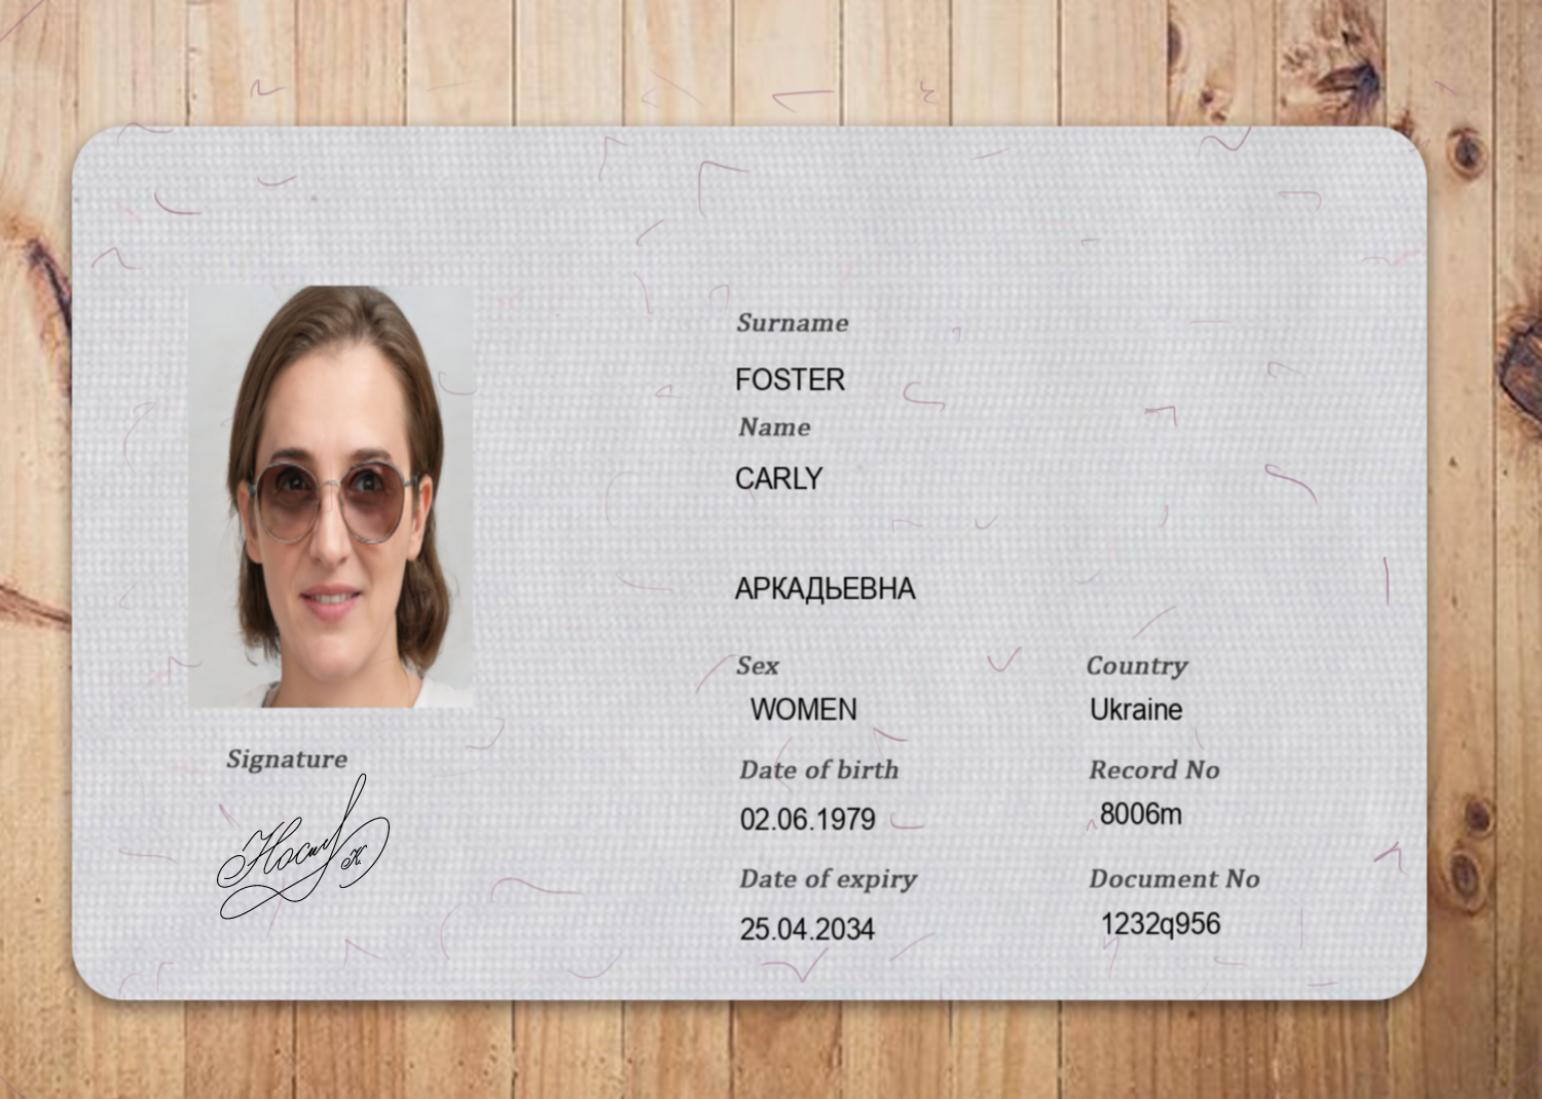 Surname
FOSTER
Name
CARLY
АРКАДЬЕВНА
Sex
Country
WOMEN
Ukraine
Date of birth
Record No
02.06.1979
8006m
Date of expiry
Document No
25.04.2034
1232q956
Signature